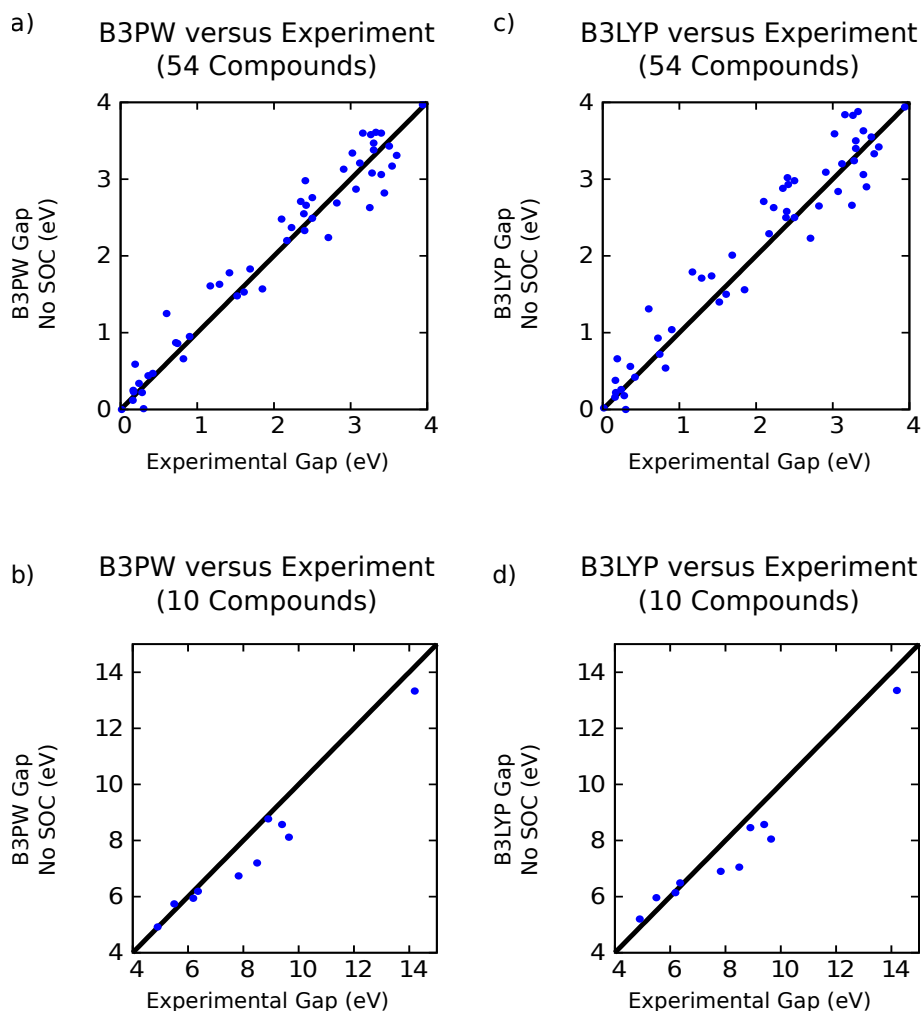 a)
B3PW versus Experiment
(54 Compounds)
4
3
2
1
0
0 1 2 3 4
B3PW Gap
No SOC (eV)
Experimental Gap (eV)
c)
B3LYP versus Experiment
(54 Compounds)
4
3
2
1
0
0 1 2 3 4
B3LYP Gap
No SOC (eV)
Experimental Gap (eV)
b)
B3PW versus Experiment
(10 Compounds)
14
12
10
8
6
4
4 6 8 10 12 14
B3PW Gap
No SOC (eV)
Experimental Gap (eV)
d)
B3LYP versus Experiment
(10 Compounds)
14
12
10
8
6
4
4 6 8 10 12 14
B3LYP Gap
No SOC (eV)
Experimental Gap (eV)